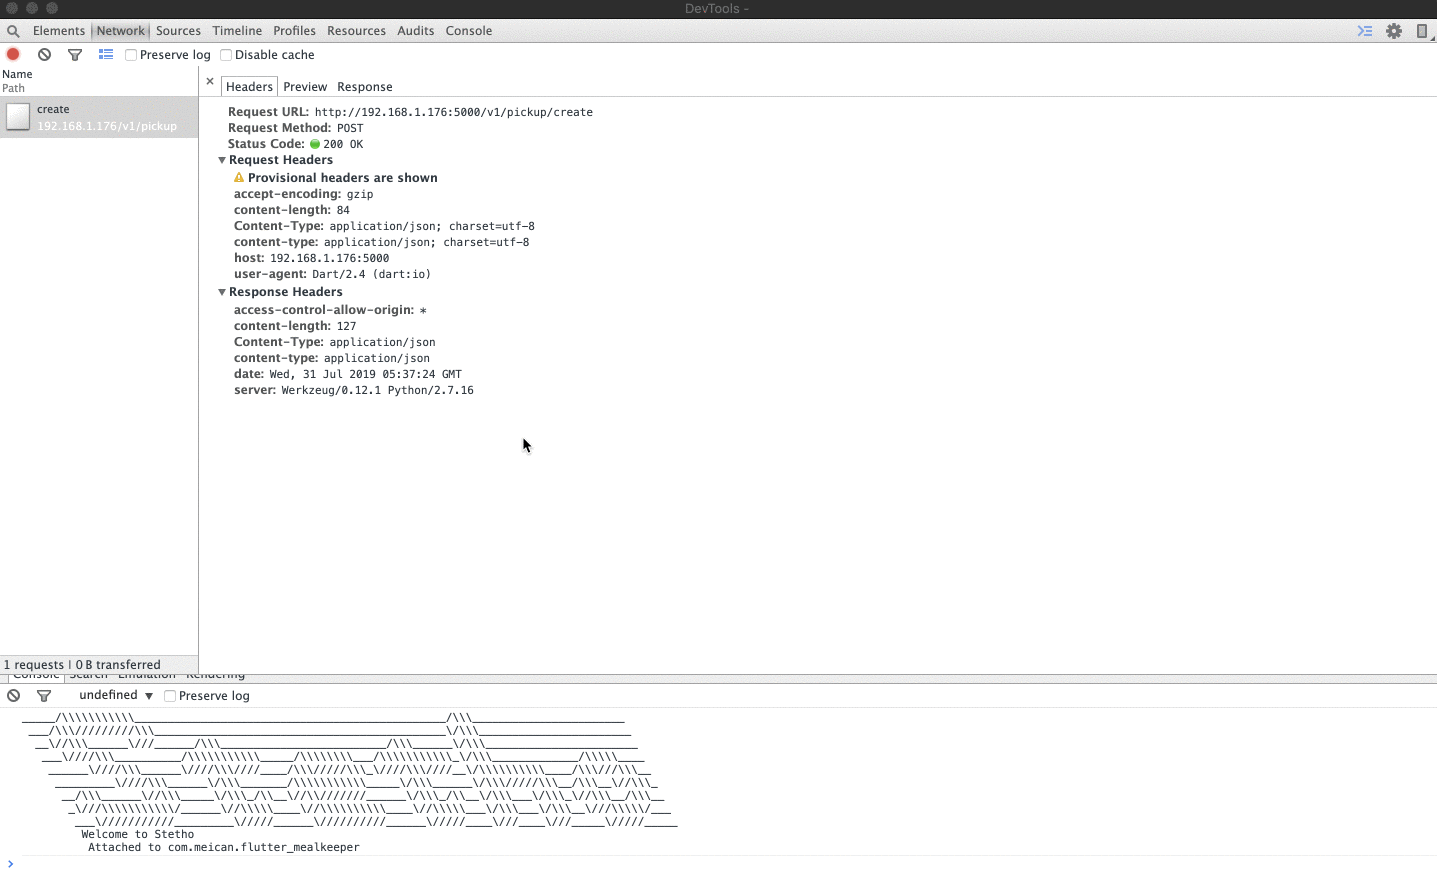 DevTools -
Elements Network Sources Timeline Profiles Resources Audits Console
Preserve log Disable cache
Name
Path
create
192.168.1.176/v1/pickup
× Headers Preview Response
Request URL: http://192.168.1.176:5000/v1/pickup/create
Request Method: POST
Status Code: 200 OK
Request Headers
Provisional headers are shown
accept-encoding: gzip
content-length: 84
Content-Type: application/json; charset=utf-8
content-type: application/json; charset=utf-8
host: 192.168.1.176:5000
user-agent: Dart/2.4 (dart:io)
Response Headers
access-control-allow-origin: *
content-length: 127
Content-Type: application/json
content-type: application/json
date: Wed, 31 Jul 2019 05:37:24 GMT
server: Werkzeug/0.12.1 Python/2.7.16
1 requests | 0 B transferred
Console Search Emulation Rendering
undefined Preserve log
Welcome to Stetho
Attached to com.meican.flutter_mealkeeper